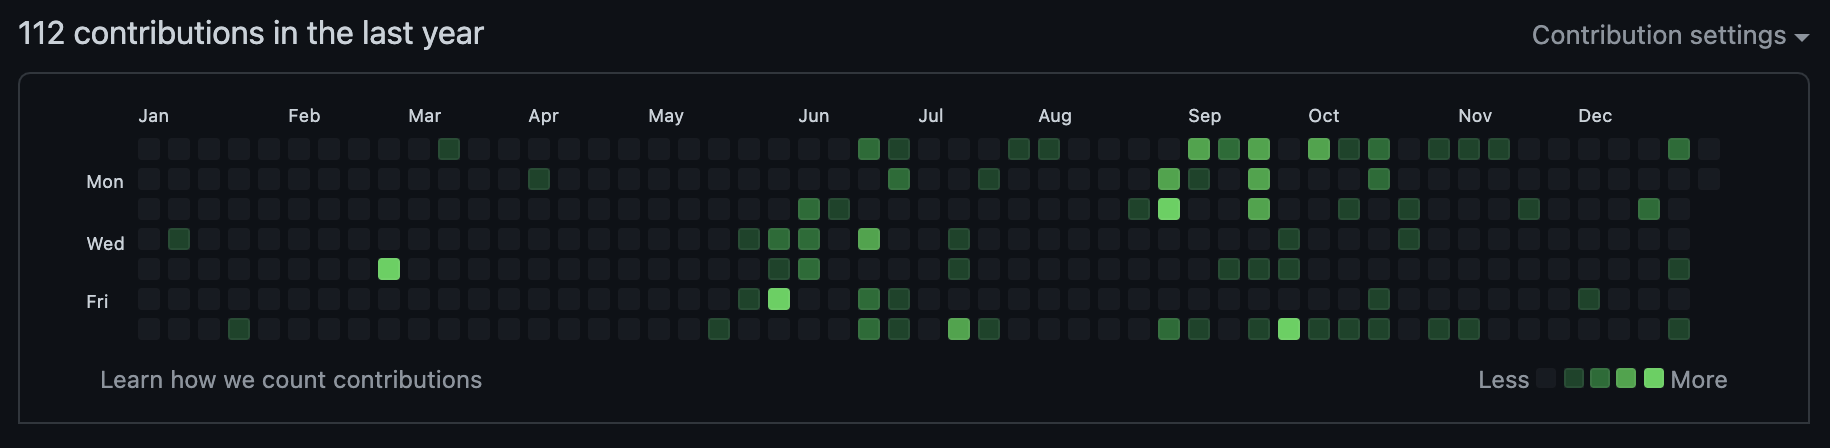 112 contributions in the last year
Contribution settings
Jan Feb Mar Apr May Jun Jul Aug Sep Oct Nov Dec
Mon
Wed
Fri
Learn how we count contributions
Less More